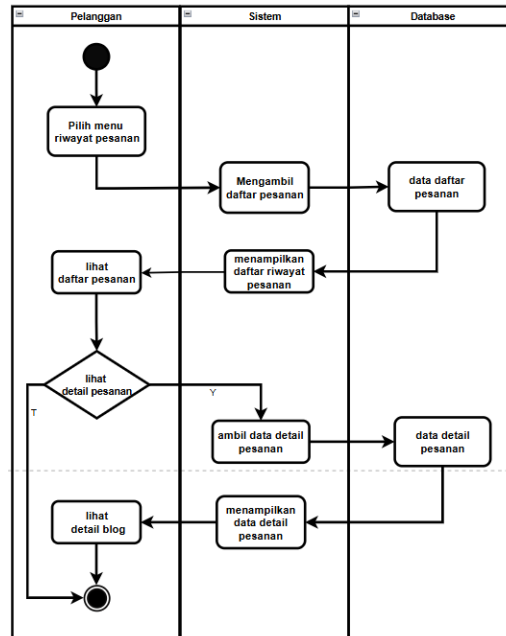 Pelanggan
Sistem
Database
Pilih menu
riwayat pesanan
Mengambil
daftar pesanan
data daftar
pesanan
lihat
daftar pesanan
menampilkan
daftar riwayat
pesanan
lihat
detail pesanan
T
Y
ambil data detail
pesanan
data detail
pesanan
lihat
detail blog
menampilkan
data detail
pesanan